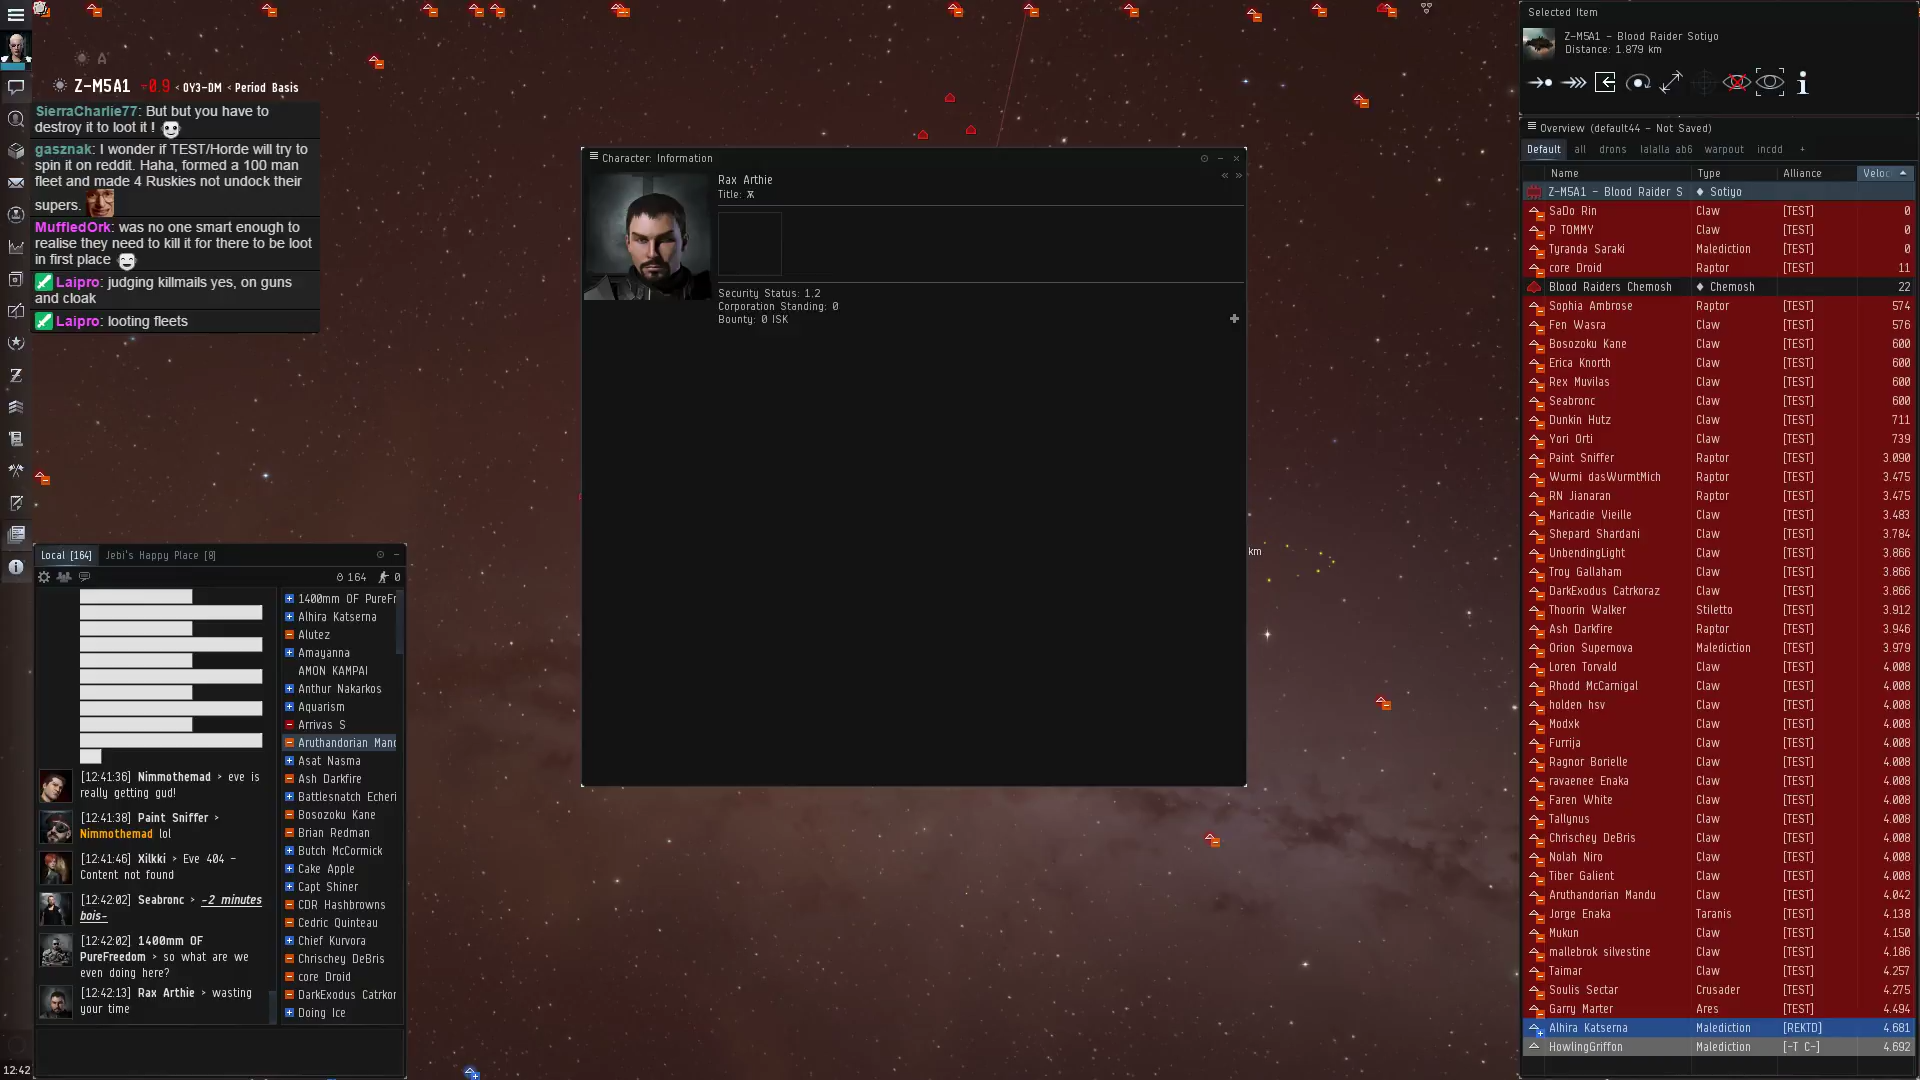 Z-M5A1 -0.9 < OY3-DM < Period Basis
SierraCharlie77: But but you have to
destroy it to loot it !
gasznak: I wonder if TEST/Horde will try to
spin it on reddit. Haha, formed a 100 man
fleet and made 4 Ruskies not undock their
supers.
MuffledOrk: was no one smart enough to
realise they need to kill it for there to be loot
in first place
Laipro: judging killmails yes, on guns
and cloak
Laipro: looting fleets
Local [164] Jebi's Happy Place [8]
164 0
[12:41:36] Nimmothemad > eve is
really getting gud!
[12:41:38] Paint Sniffer >
Nimmothemad lol
[12:41:46] Xilkki > Eve 404 -
Content not found
[12:42:02] Seabronc > -2 minutes
bois-
[12:42:02] 1400mm OF
PureFreedom > so what are we
even doing here?
[12:42:13] Rax Arthie > wasting
your time
1400mm OF PureFr
Alhira Katserna
Alutez
Amayanna
AMON KAMPAI
Anthur Nakarkos
Aquarism
Arrivas S
Aruthandorian Mand
Asat Nasma
Ash Darkfire
Battlesnatch Echeri
Bosozoku Kane
Brian Redman
Butch McCormick
Cake Apple
Capt Shiner
CDR Hashbrowns
Cedric Quinteau
Chief Kurvora
Chrischey DeBris
core Droid
DarkExodus Catrkor
Doing Ice
12:42
Character: Information
Rax Arthie
Title: Ѫ
Security Status: 1,2
Corporation Standing: 0
Bounty: 0 ISK
km
Selected Item
Z-M5A1 - Blood Raider Sotiyo
Distance: 1.879 km
Overview (default44 - Not Saved)
Default all drons lalalla ab6 warpout incdd +
Name Type Alliance Veloc
Z-M5A1 - Blood Raider S ♦ Sotiyo
SaDo Rin Claw [TEST] 0
P TOMMY Claw [TEST] 0
Tyranda Saraki Malediction [TEST] 0
core Droid Raptor [TEST] 11
Blood Raiders Chemosh ♦ Chemosh 22
Sophia Ambrose Raptor [TEST] 574
Fen Wasra Claw [TEST] 576
Bosozoku Kane Claw [TEST] 600
Erica Knorth Claw [TEST] 600
Rex Muvilas Claw [TEST] 600
Seabronc Claw [TEST] 600
Dunkin Hutz Claw [TEST] 711
Yori Orti Claw [TEST] 739
Paint Sniffer Raptor [TEST] 3.090
Wurmi dasWurmtMich Raptor [TEST] 3.475
RN Jianaran Raptor [TEST] 3.475
Maricadie Vieille Claw [TEST] 3.483
Shepard Shardani Claw [TEST] 3.784
UnbendingLight Claw [TEST] 3.866
Troy Gallaham Claw [TEST] 3.866
DarkExodus Catrkoraz Claw [TEST] 3.866
Thoorin Walker Stiletto [TEST] 3.912
Ash Darkfire Raptor [TEST] 3.946
Orion Supernova Malediction [TEST] 3.979
Loren Torvald Claw [TEST] 4.008
Rhodd McCarnigal Claw [TEST] 4.008
holden hsv Claw [TEST] 4.008
Modxk Claw [TEST] 4.008
Furrija Claw [TEST] 4.008
Ragnor Borielle Claw [TEST] 4.008
ravaenee Enaka Claw [TEST] 4.008
Faren White Claw [TEST] 4.008
Tallynus Claw [TEST] 4.008
Chrischey DeBris Claw [TEST] 4.008
Nolah Niro Claw [TEST] 4.008
Tiber Galient Claw [TEST] 4.008
Aruthandorian Mandu Claw [TEST] 4.042
Jorge Enaka Taranis [TEST] 4.138
Mukun Claw [TEST] 4.150
mallebrok silvestine Claw [TEST] 4.186
Taimar Claw [TEST] 4.257
Soulis Sectar Crusader [TEST] 4.275
Garry Marter Ares [TEST] 4.494
Alhira Katserna Malediction [REKTD] 4.681
HowlingGriffon Malediction [-T C-] 4.692